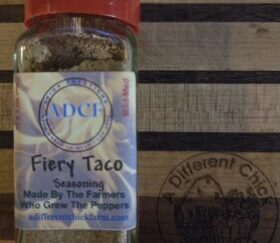 ADCF
Fiery Taco
Seasoning
Made By The Farmers
Who Grew The Peppers
adifferentchickfarm.com
Different Chick